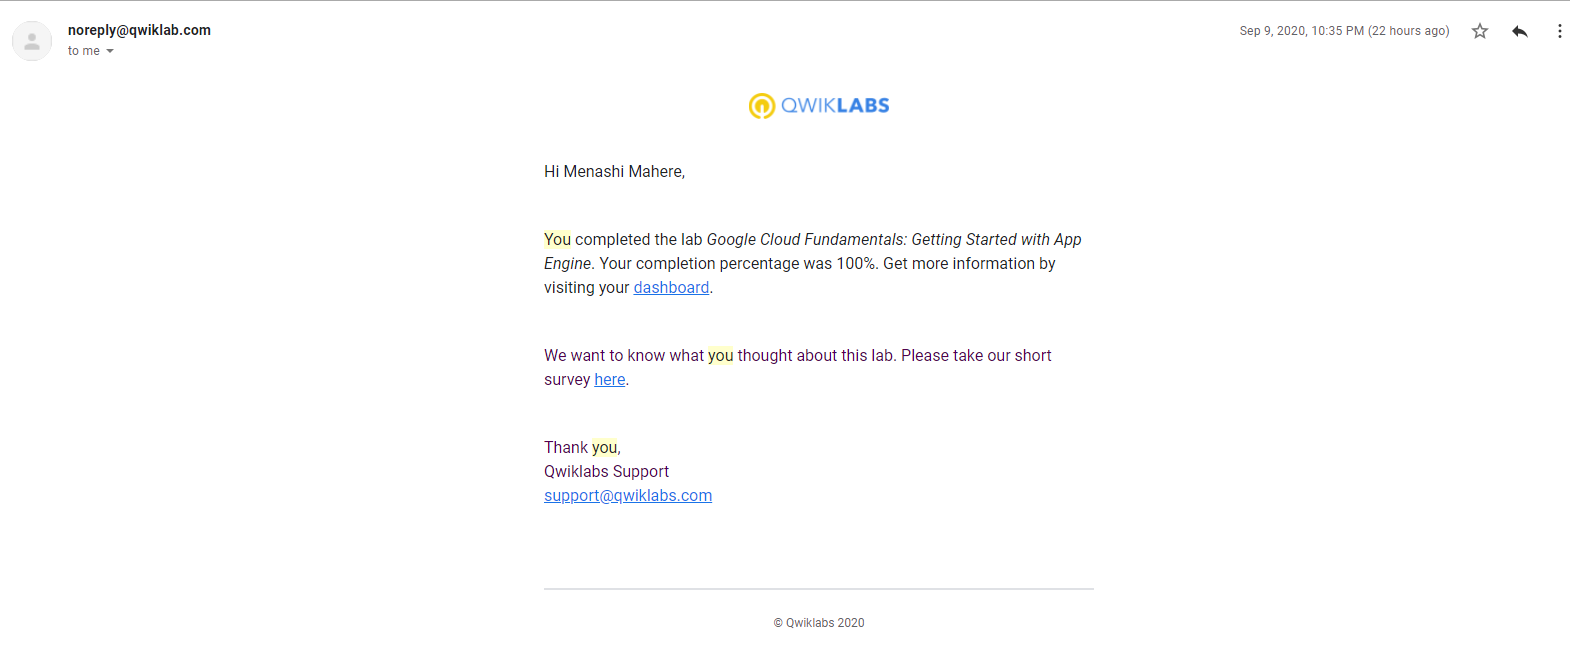 noreply@qwiklab.com
to me
Sep 9, 2020, 10:35 PM (22 hours ago)
QWIKLABS
Hi Menashi Mahere,
You completed the lab Google Cloud Fundamentals: Getting Started with App
Engine. Your completion percentage was 100%. Get more information by
visiting your dashboard.
We want to know what you thought about this lab. Please take our short
survey here.
Thank you,
Qwiklabs Support
support@qwiklabs.com
© Qwiklabs 2020